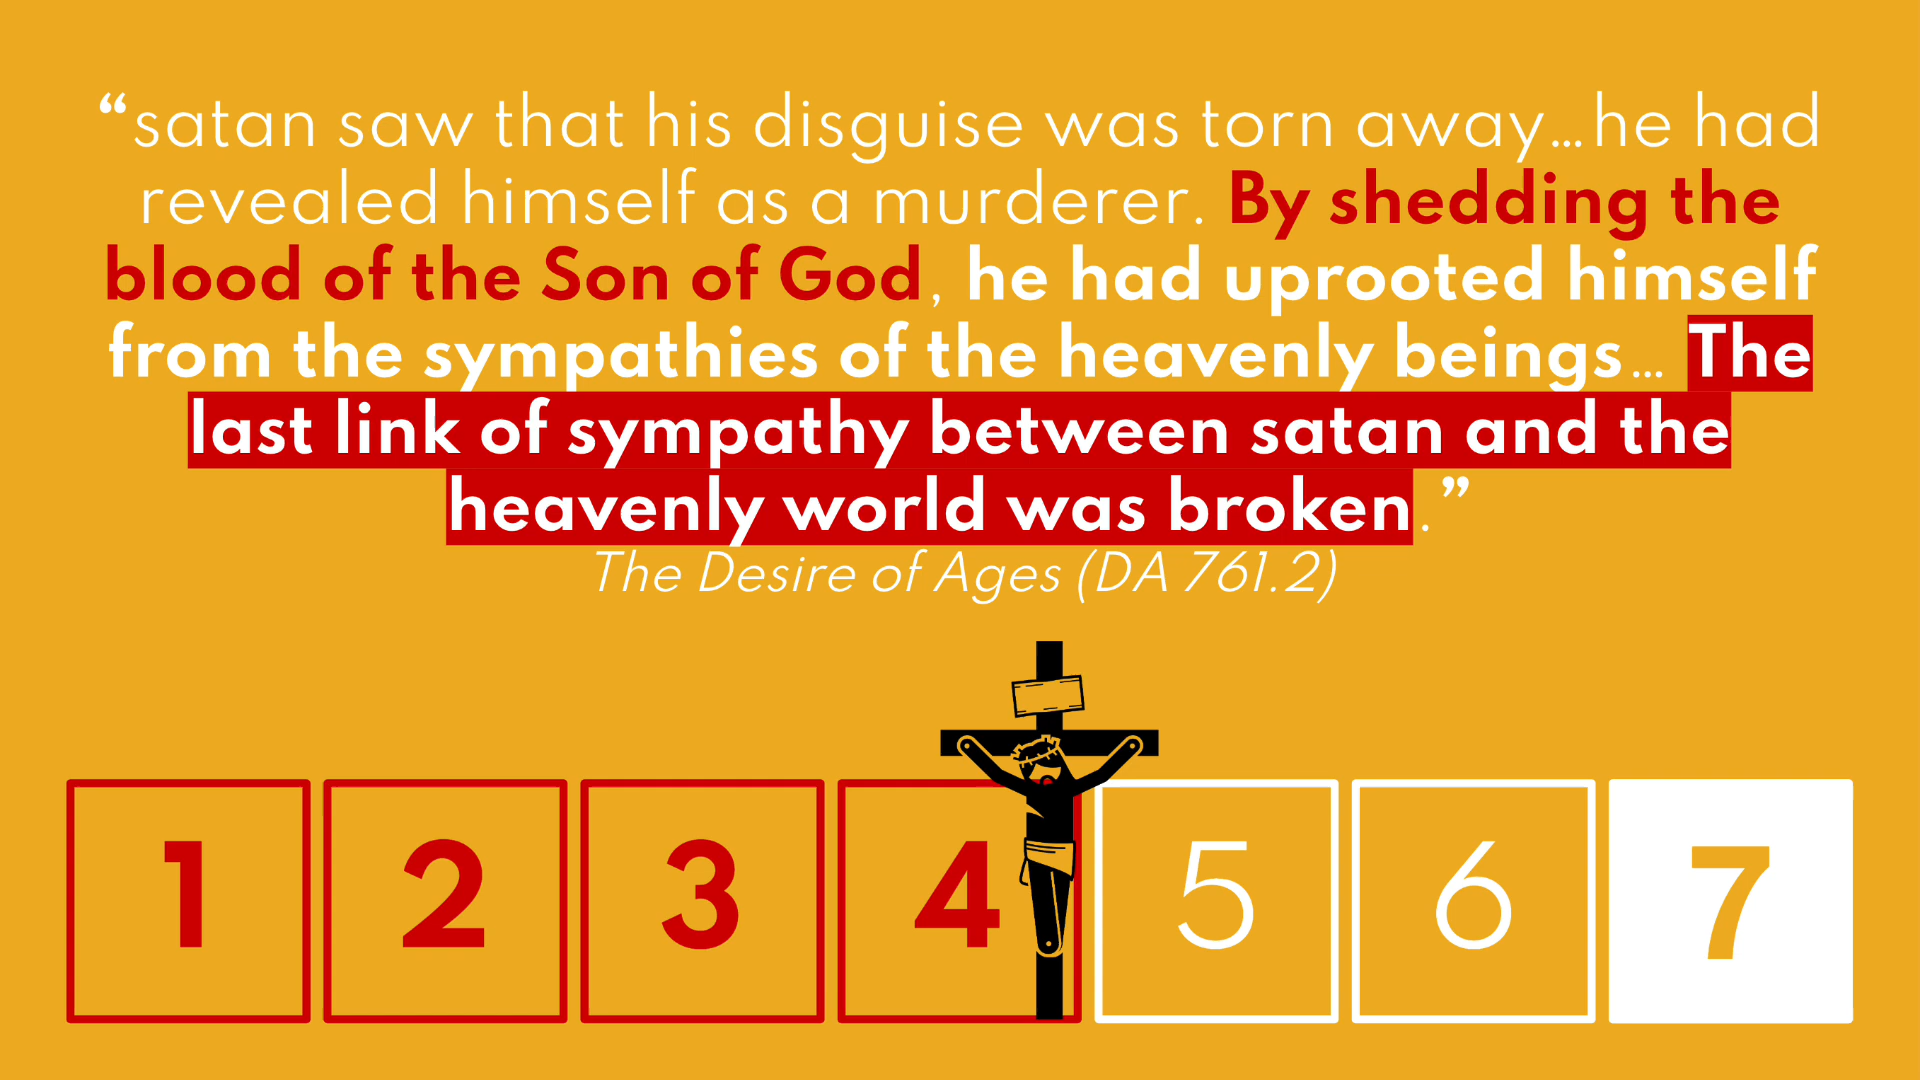 “satan saw that his disguise was torn away…he had
revealed himself as a murderer. By shedding the
blood of the Son of God, he had uprooted himself
from the sympathies of the heavenly beings… The
last link of sympathy between satan and the
heavenly world was broken.”
The Desire of Ages (DA 761.2)
1 2 3 4 5 6 7